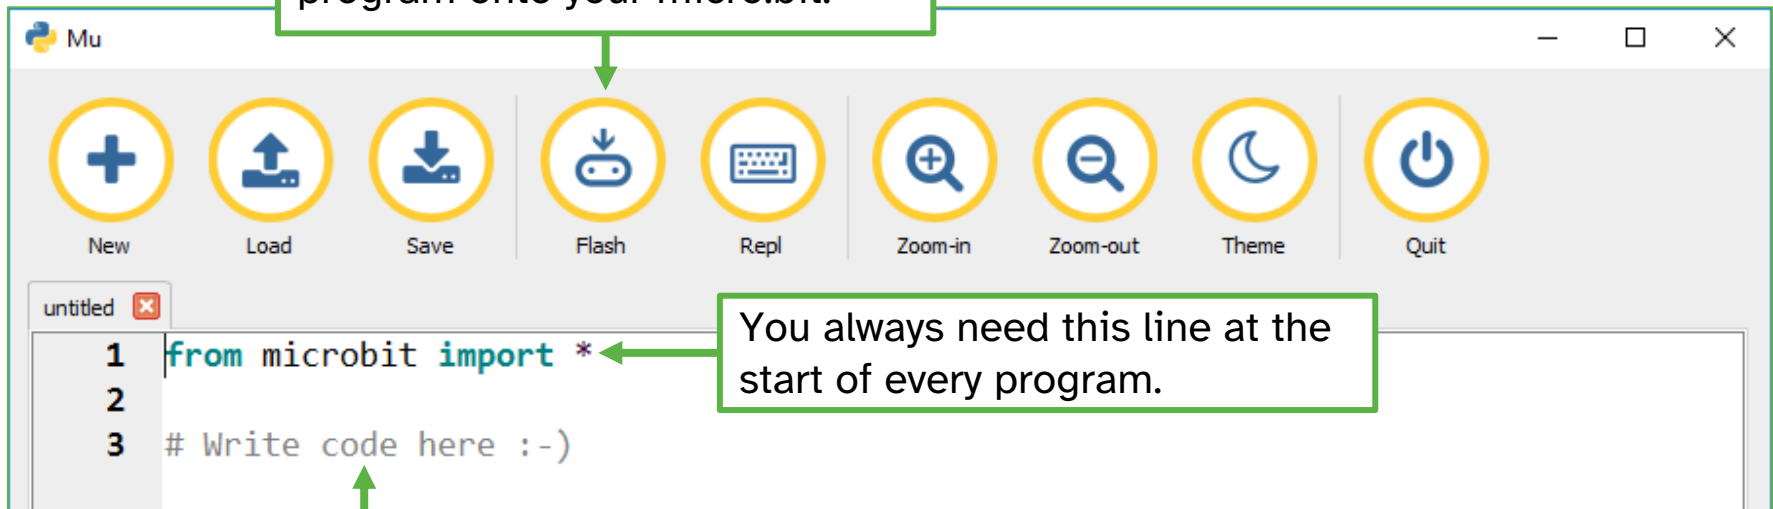 program onto your micro:bit.
Mu
New Load Save Flash Repl Zoom-in Zoom-out Theme Quit
untitled
You always need this line at the
start of every program.
1 from microbit import *
2
3 # Write code here :-)